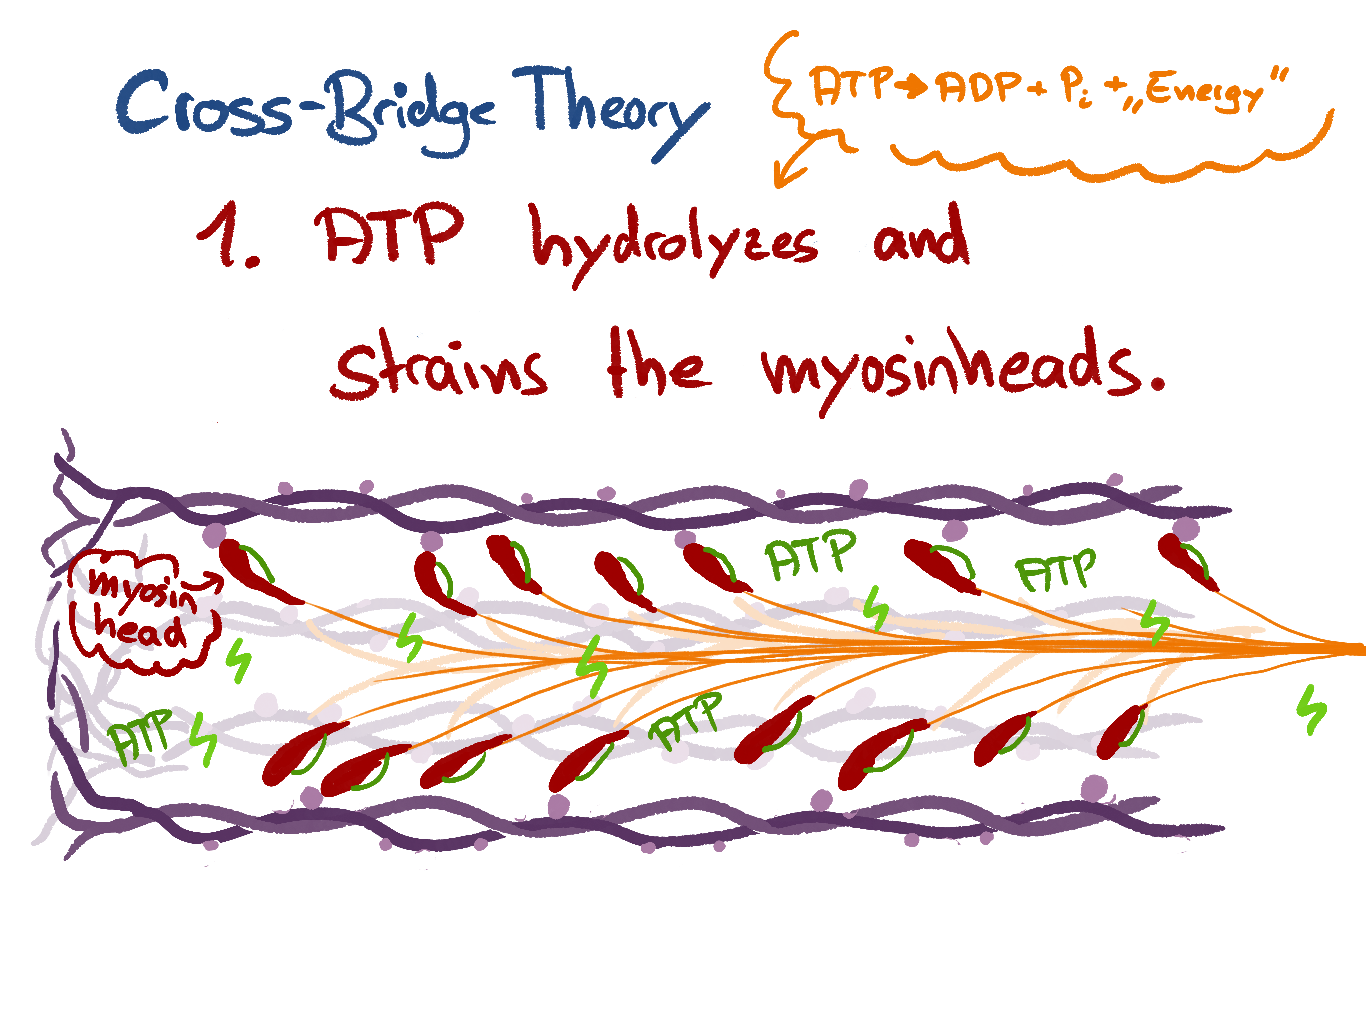 Cross-Bridge Theory
ATP → ADP + Pi + „Energy“
1. ATP hydrolyzes and
strains the myosinheads.
ATP
ATP
myosin →
head
ATP
ATP